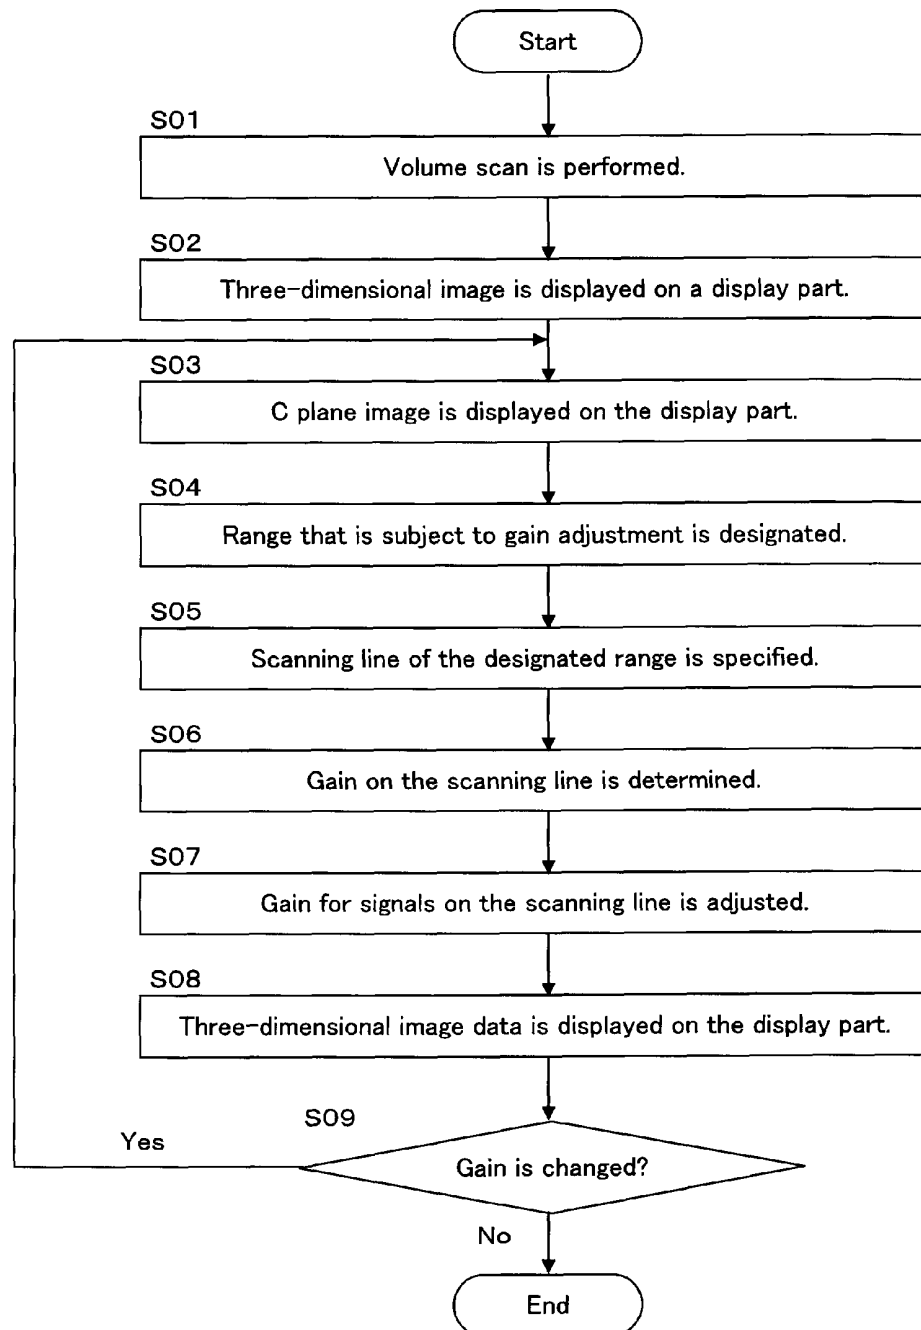 Start
S01
Volume scan is performed.
S02
Three-dimensional image is displayed on a display part.
S03
C plane image is displayed on the display part.
S04
Range that is subject to gain adjustment is designated.
S05
Scanning line of the designated range is specified.
S06
Gain on the scanning line is determined.
S07
Gain for signals on the scanning line is adjusted.
S08
Three-dimensional image data is displayed on the display part.
S09
Yes
Gain is changed?
No
End